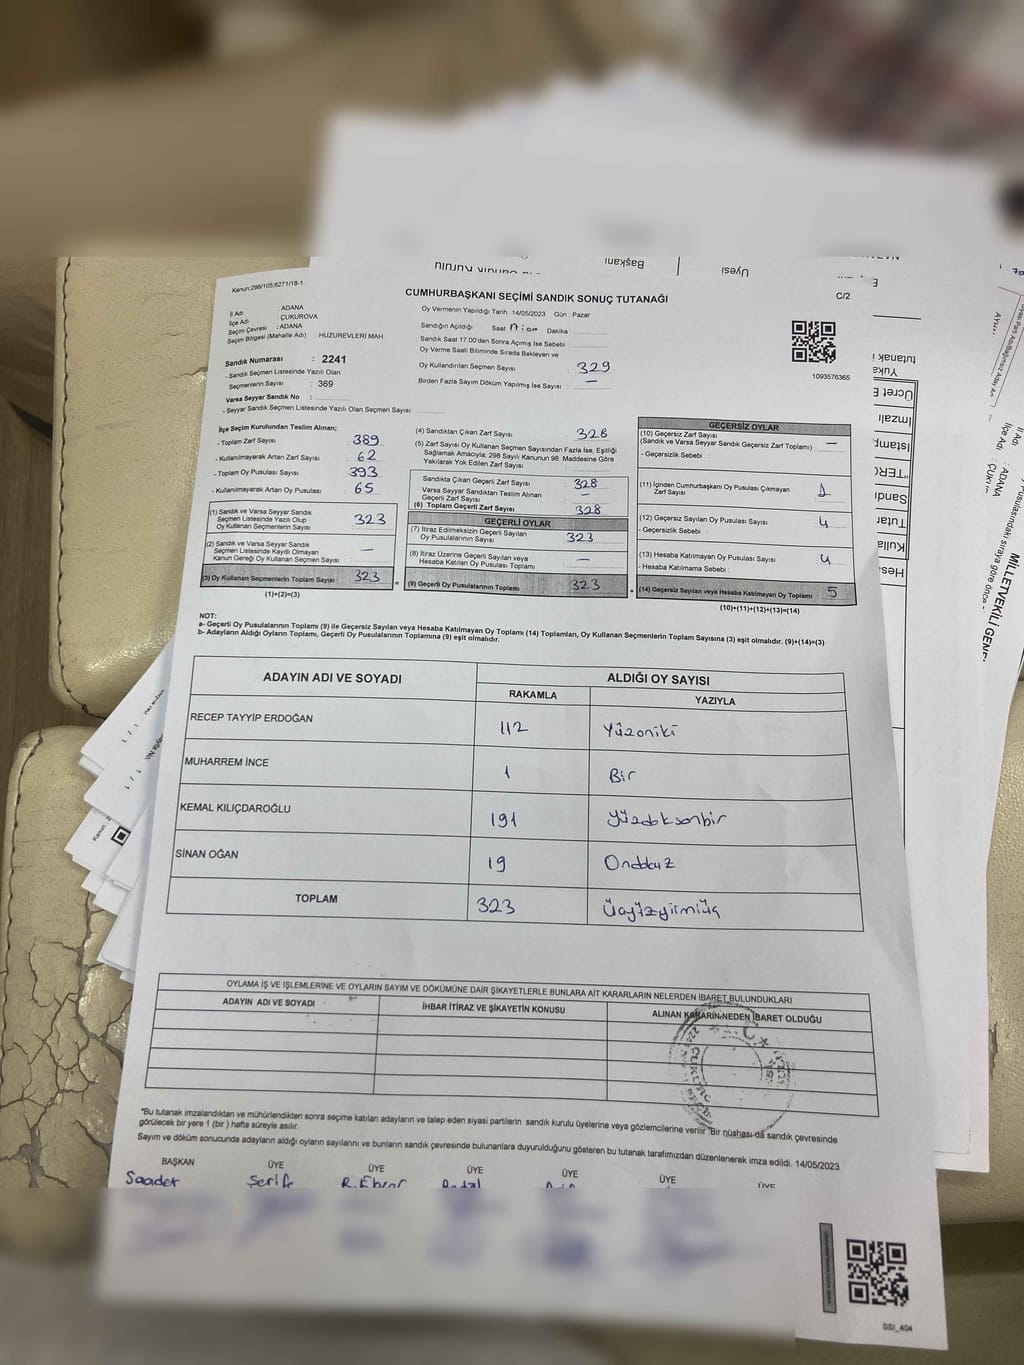 Kanun:298/105,6271/18-1
CUMHURBAŞKANI SEÇİMİ SANDIK SONUÇ TUTANAĞI
C/2
İl Adı : ADANA
İlçe Adı : ÇUKUROVA
Seçim Çevresi : ADANA
Seçim Bölgesi (Mahalle Adı) : HUZUREVLERİ MAH
Sandık Numarası : 2241
- Sandık Seçmen Listesinde Yazılı Olan
Seçmenlerin Sayısı : 369
Varsa Seyyar Sandık No :
- Seyyar Sandık Seçmen Listesinde Yazılı Olan Seçmen Sayısı:
Oy Vermenin Yapıldığı Tarih :14/05/2023 Gün : Pazar
Sandığın Açıldığı Saat 17:00 Dakika :
Sandık Saat 17:00'den Sonra Açılmış İse Sebebi :
Oy Verme Saati Bitiminde Sırada Bekleyen ve
Oy Kullandırılan Seçmen Sayısı : 329
Birden Fazla Sayım Döküm Yapılmış İse Sayısı : —
1093576365
İlçe Seçim Kurulundan Teslim Alınan;
- Toplam Zarf Sayısı : 389
- Kullanılmayarak Artan Zarf Sayısı : 62
- Toplam Oy Pusulası Sayısı : 393
- Kullanılmayarak Artan Oy Pusulası : 65
(1) Sandık ve Varsa Seyyar Sandık
Seçmen Listesinde Yazılı Olup
Oy Kullanan Seçmenlerin Sayısı : 323
(2) Sandık ve Varsa Seyyar Sandık
Seçmen Listesinde Kayıtlı Olmayan
Kanun Gereği Oy Kullanan Seçmen Sayısı : —
(3) Oy Kullanan Seçmenlerin Toplam Sayısı : 323
(1)+(2)=(3)
(4) Sandıktan Çıkan Zarf Sayısı : 328
(5) Zarf Sayısı Oy Kullanan Seçmen Sayısından Fazla İse, Eşitliği
Sağlamak Amacıyla, 298 Sayılı Kanunun 98. Maddesine Göre
Yakılarak Yok Edilen Zarf Sayısı :
Sandıkta Çıkan Geçerli Zarf Sayısı : 328
Varsa Seyyar Sandıktan Teslim Alınan
Geçerli Zarf Sayısı : —
(6) Toplam Geçerli Zarf Sayısı : 328
GEÇERLİ OYLAR
(7) İtiraz Edilmeksizin Geçerli Sayılan
Oy Pusulalarının Sayısı : 323
(8) İtiraz Üzerine Geçerli Sayılan veya
Hesaba Katılan Oy Pusulası Toplamı : —
= (9) Geçerli Oy Pusulalarının Toplamı : 323
GEÇERSİZ OYLAR
(10) Geçersiz Zarf Sayısı
(Sandık ve Varsa Seyyar Sandık Geçersiz Zarf Toplamı) : —
- Geçersizlik Sebebi :
(11) İçinden Cumhurbaşkanı Oy Pusulası Çıkmayan
Zarf Sayısı : 1
(12) Geçersiz Sayılan Oy Pusulası Sayısı : 4
- Geçersizlik Sebebi :
(13) Hesaba Katılmayan Oy Pusulası Sayısı : 4
- Hesaba Katılmama Sebebi :
+ (14) Geçersiz Sayılan veya Hesaba Katılmayan Oy Toplamı : 5
(10)+(11)+(12)+(13)=(14)
NOT:
a- Geçerli Oy Pusulalarının Toplamı (9) ile Geçersiz Sayılan veya Hesaba Katılmayan Oy Toplamı (14) Toplamları, Oy Kullanan Seçmenlerin Toplam Sayısına (3) eşit olmalıdır. (9)+(14)=(3)
b- Adayların Aldığı Oyların Toplamı, Geçerli Oy Pusulalarının Toplamına (9) eşit olmalıdır.
ADAYIN ADI VE SOYADI
ALDIĞI OY SAYISI
RAKAMLA YAZIYLA
RECEP TAYYİP ERDOĞAN 112 Yüzoniki
MUHARREM İNCE 1 Bir
KEMAL KILIÇDAROĞLU 191 Yüzdoksanbir
SİNAN OĞAN 19 Ondokuz
TOPLAM 323 Üçyüzyirmiüç
OYLAMA İŞ VE İŞLEMLERİNE VE OYLARIN SAYIM VE DÖKÜMÜNE DAİR ŞİKAYETLERLE BUNLARA AİT KARARLARIN NELERDEN İBARET BULUNDUKLARI
ADAYIN ADI VE SOYADI İHBAR İTİRAZ VE ŞİKAYETİN KONUSU ALINAN KARARIN NEDEN İBARET OLDUĞU
*Bu tutanak imzalandıktan ve mühürlendikten sonra seçime katılan adayların ve talep eden siyasi partilerin sandık kurulu üyelerine veya gözlemcilerine verilir *Bir nüshası da sandık çevresinde
görülecek bir yere 1 (bir ) hafta süreyle asılır.
Sayım ve döküm sonucunda adayların aldığı oyların sayılarını ve bunların sandık çevresinde bulunanlara duyurulduğunu gösteren bu tutanak tarafımızdan düzenlenerek imza edildi. 14/05/2023
BAŞKAN ÜYE ÜYE ÜYE ÜYE ÜYE ÜYE
Saadet Şerife
SSI_404
Başkanı
Üyesi
MİLLETVEKİLİ GENE
İl Adı : ADANA
İlçe Adı